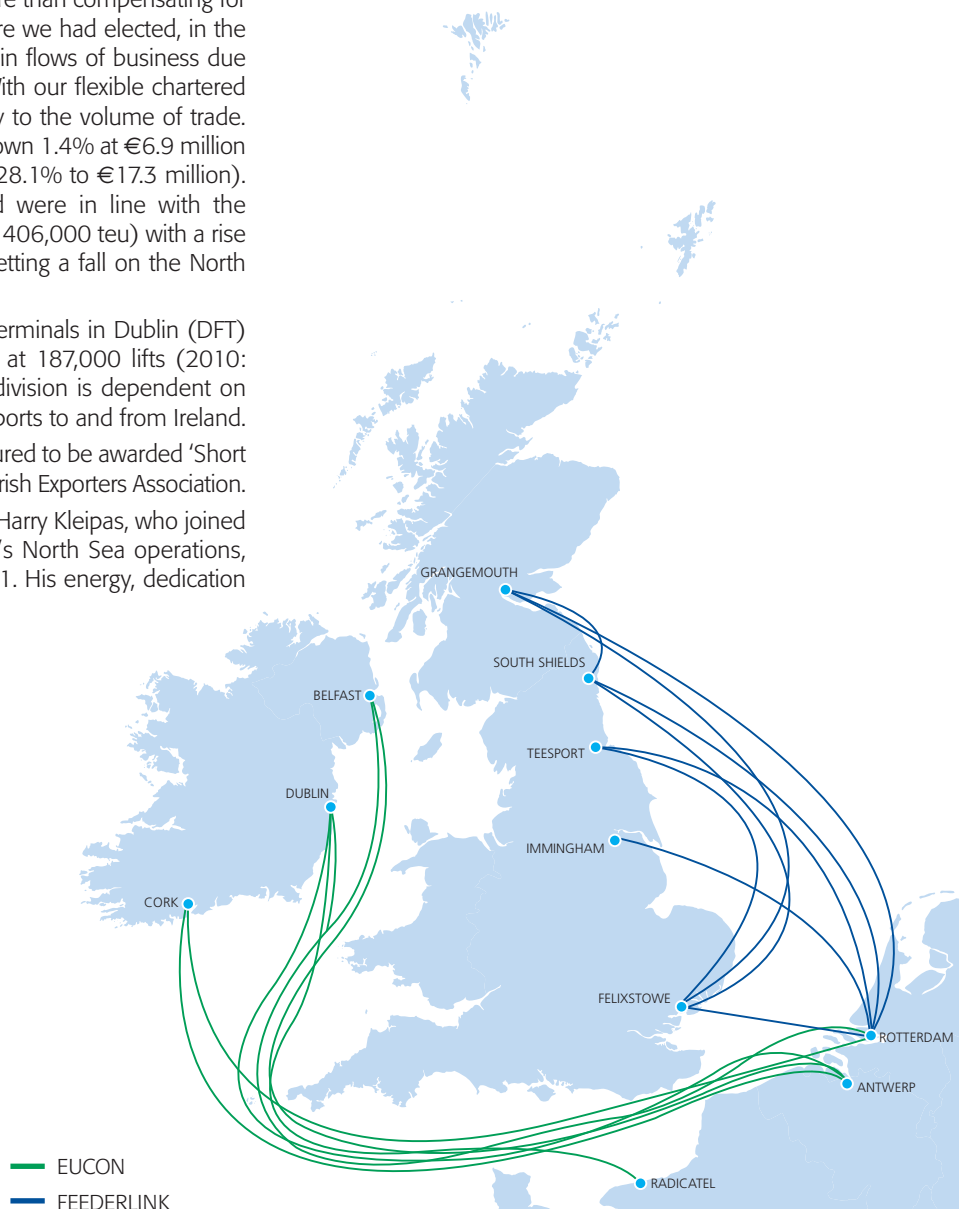 than compensating for
we had elected, in the
in flows of business due
With our flexible chartered
to the volume of trade.
own 1.4% at €6.9 million
28.1% to €17.3 million).
were in line with the
406,000 teu) with a rise
etting a fall on the North
erminals in Dublin (DFT)
at 187,000 lifts (2010:
division is dependent on
ports to and from Ireland.
ured to be awarded ‘Short
rish Exporters Association.
Harry Kleipas, who joined
’s North Sea operations,
1. His energy, dedication
GRANGEMOUTH
SOUTH SHIELDS
BELFAST
TEESPORT
DUBLIN
IMMINGHAM
CORK
FELIXSTOWE
ROTTERDAM
ANTWERP
RADICATEL
EUCON
FEEDERLINK